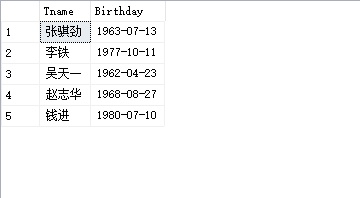 Tname Birthday
1 张骐劲 1963-07-13
2 李铁 1977-10-11
3 吴天一 1962-04-23
4 赵志华 1968-08-27
5 钱进 1980-07-10